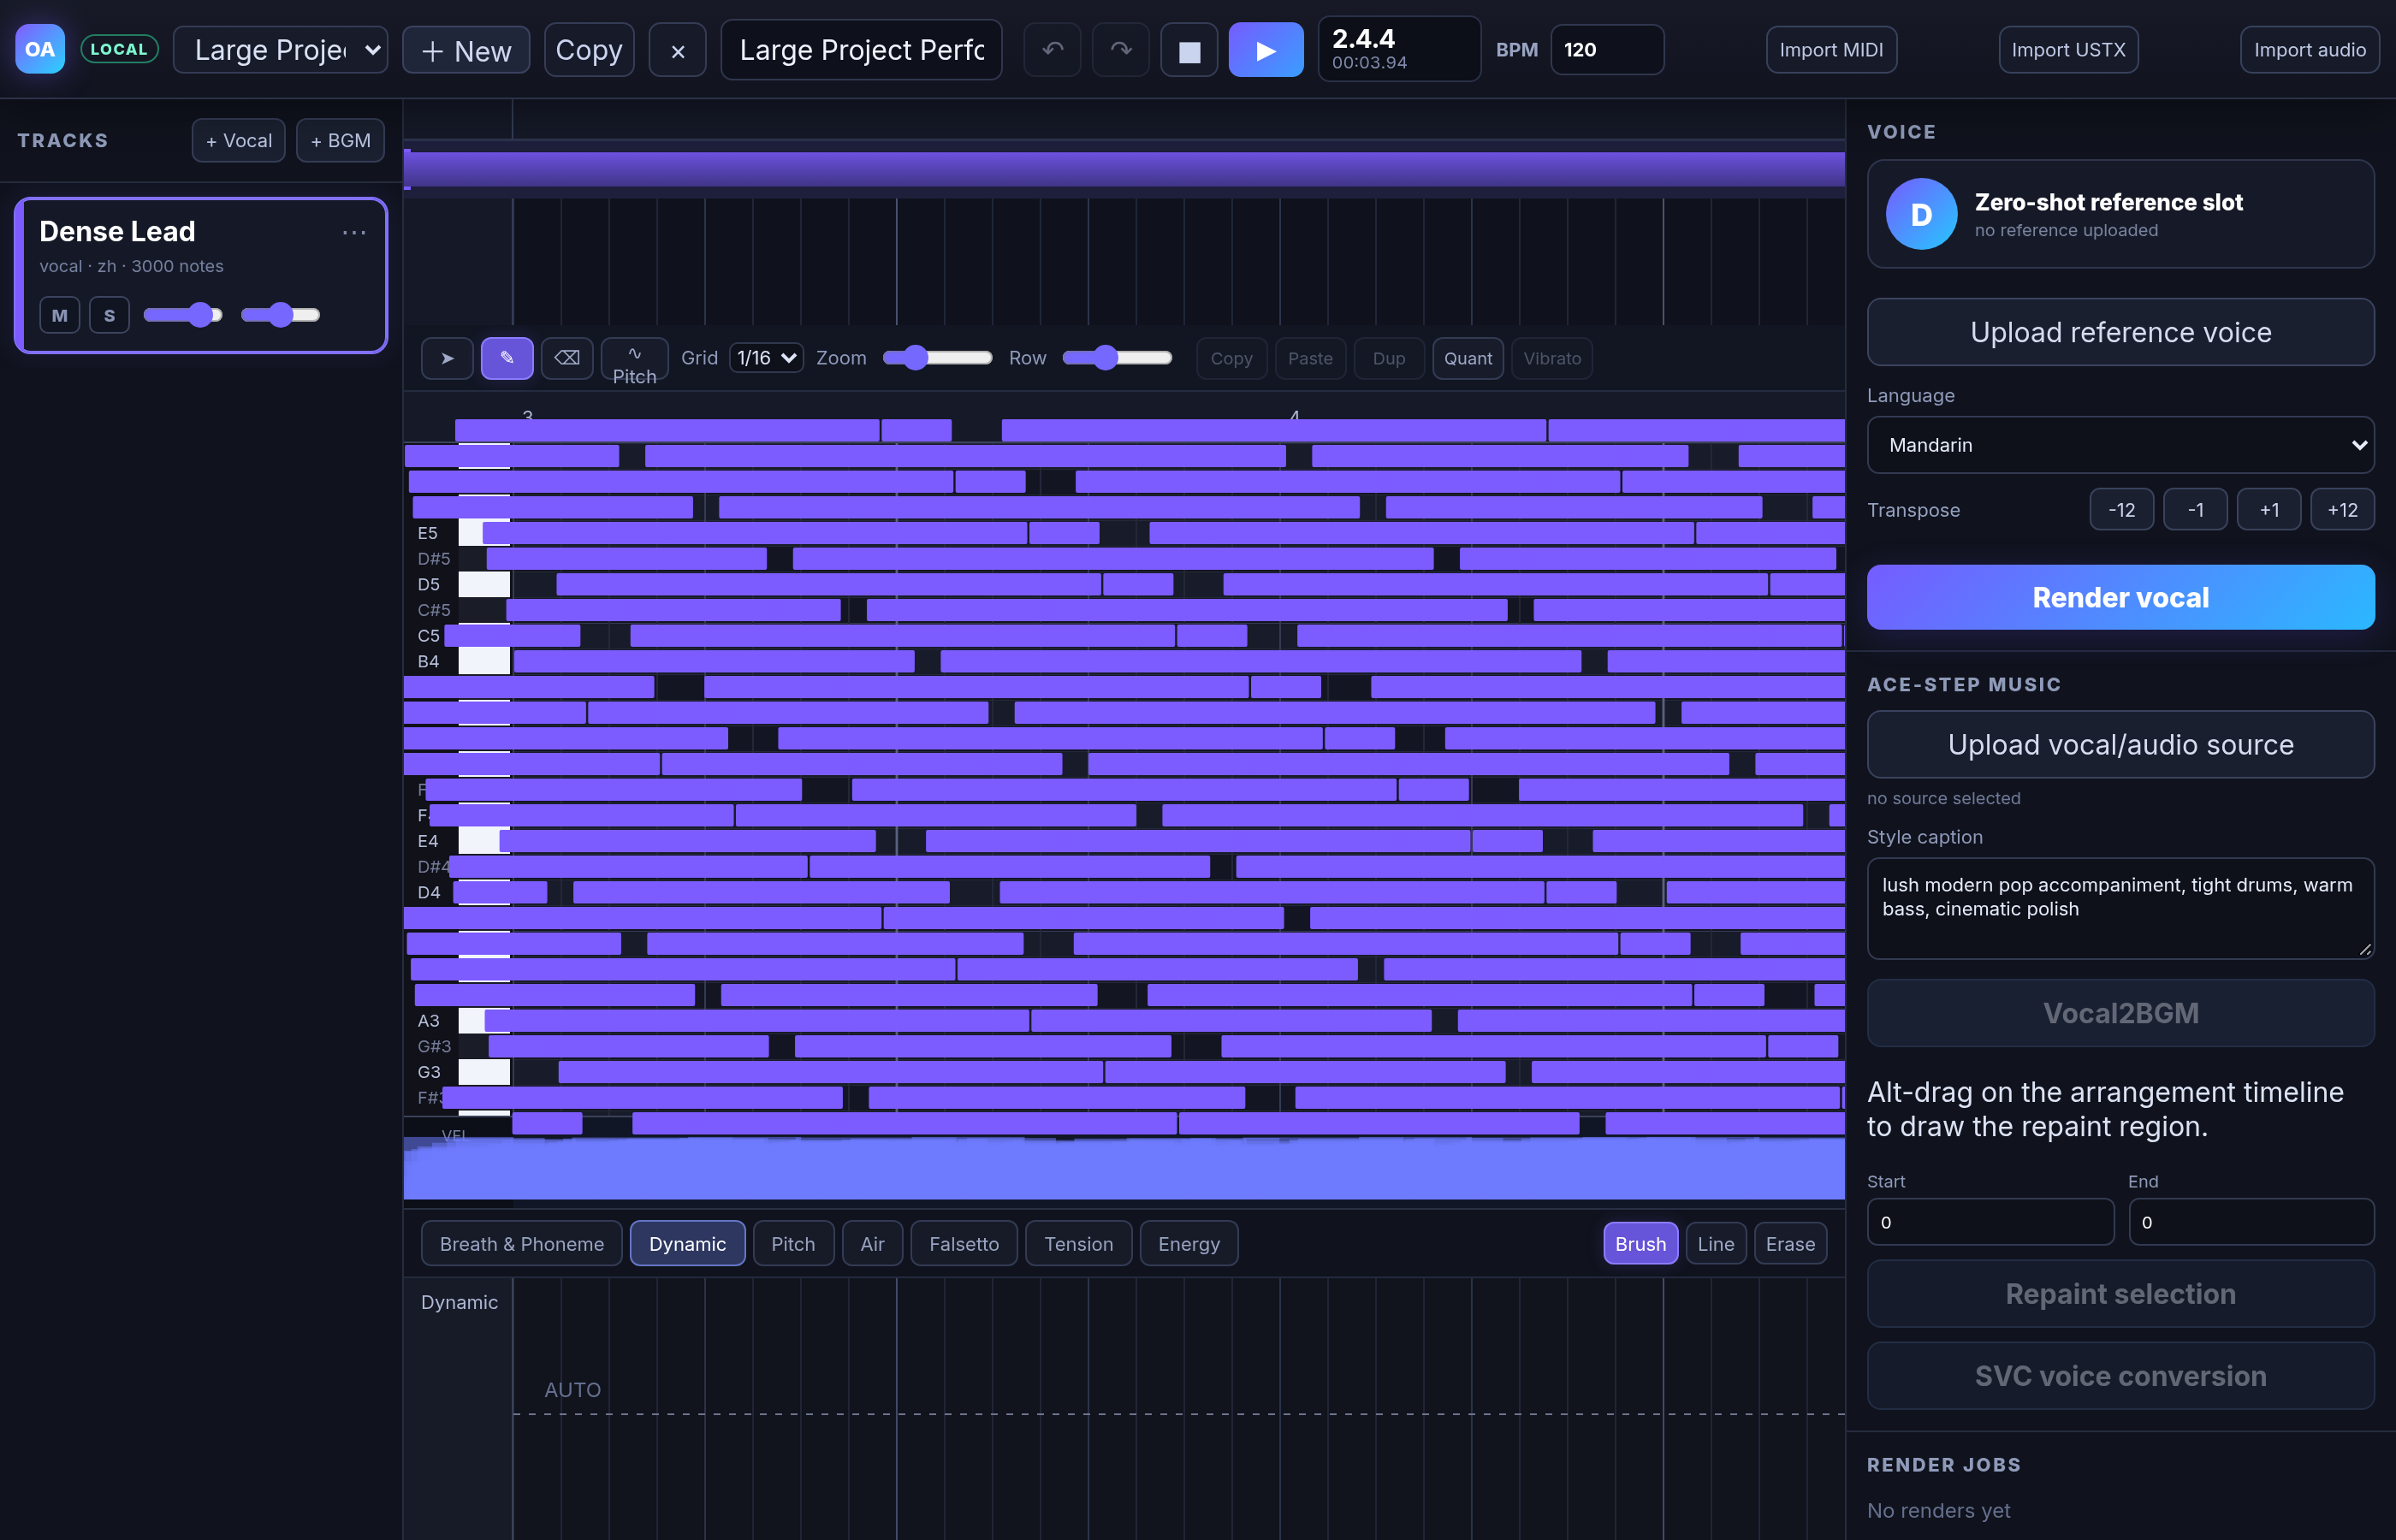 OA
LOCAL
Large Projec
+ New
Copy
×
Large Project Perfc
2.4.4
00:03.94
BPM
120
Import MIDI
Import USTX
Import audio
TRACKS
+ Vocal
+ BGM
Dense Lead
vocal · zh · 3000 notes
M
S
Pitch
Grid
1/16
Zoom
Row
Copy
Paste
Dup
Quant
Vibrato
3
4
E5
D#5
D5
C#5
C5
B4
E4
D#4
D4
A3
G#3
G3
VEL
Breath & Phoneme
Dynamic
Pitch
Air
Falsetto
Tension
Energy
Brush
Line
Erase
Dynamic
AUTO
VOICE
D
Zero-shot reference slot
no reference uploaded
Upload reference voice
Language
Mandarin
Transpose
-12
-1
+1
+12
Render vocal
ACE-STEP MUSIC
Upload vocal/audio source
no source selected
Style caption
lush modern pop accompaniment, tight drums, warm
bass, cinematic polish
Vocal2BGM
Alt-drag on the arrangement timeline
to draw the repaint region.
Start
End
0
0
Repaint selection
SVC voice conversion
RENDER JOBS
No renders yet